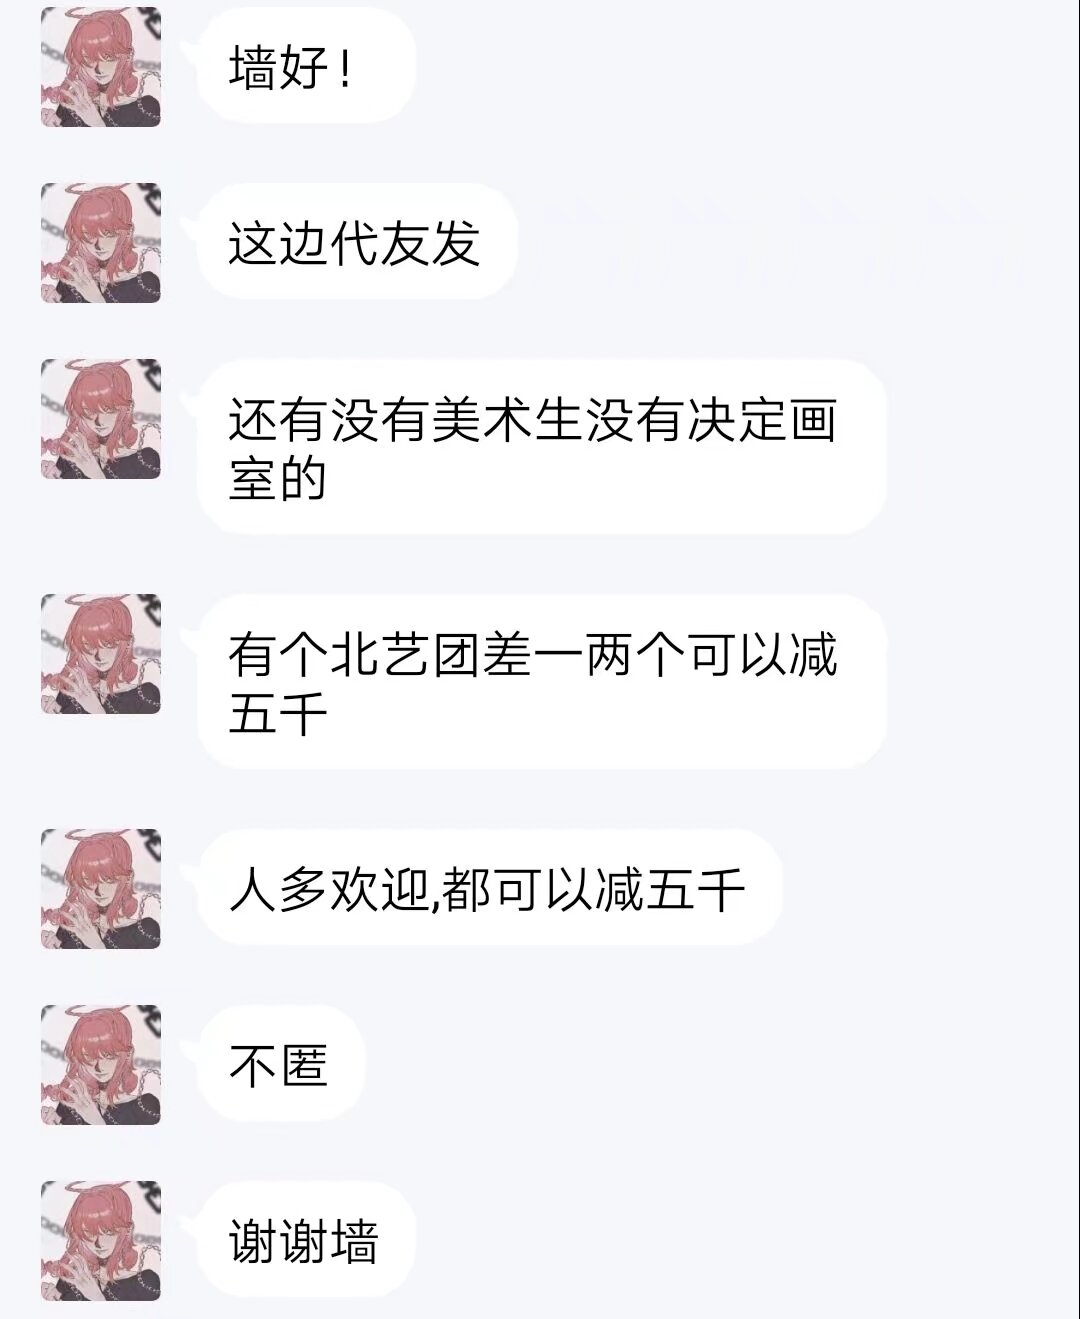 墙好！
这边代友发
还有没有美术生没有决定画
室的
有个北艺团差一两个可以减
五千
人多欢迎,都可以减五千
不匿
谢谢墙